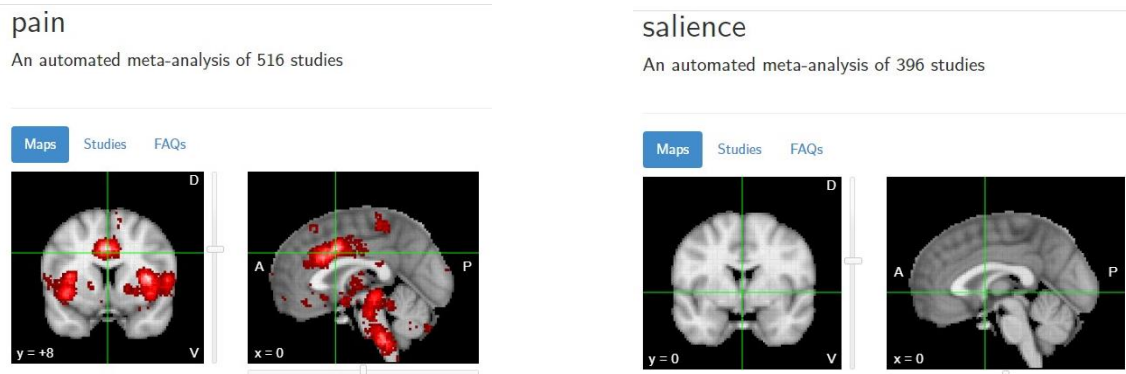 pain
An automated meta-analysis of 516 studies
Maps Studies FAQs
D
V
y = +8
A
P
x = 0
salience
An automated meta-analysis of 396 studies
Maps Studies FAQs
D
V
y = 0
A
P
x = 0